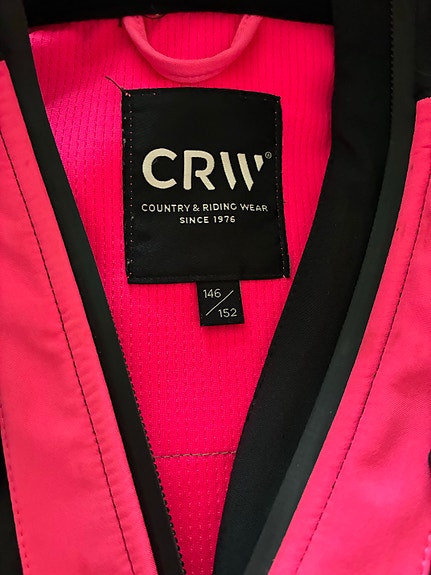 CRW®
COUNTRY & RIDING WEAR
SINCE 1976
146/152